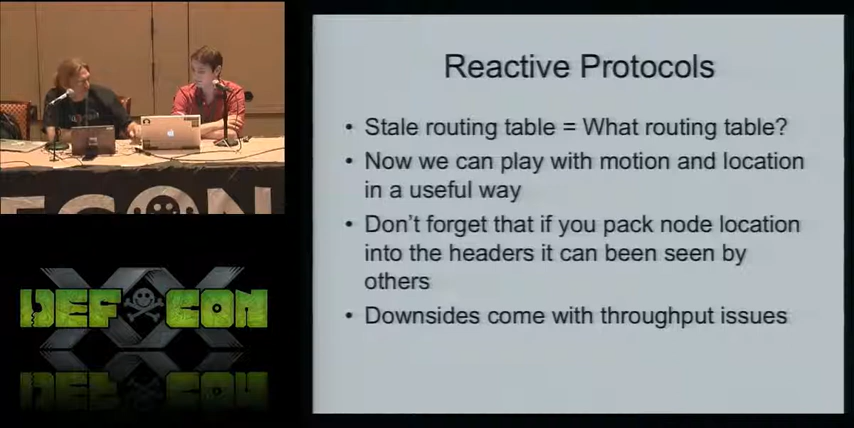 Reactive Protocols
• Stale routing table = What routing table?
• Now we can play with motion and location
in a useful way
• Don't forget that if you pack node location
into the headers it can been seen by
others
• Downsides come with throughput issues
DEFCON
XX
DEF CON